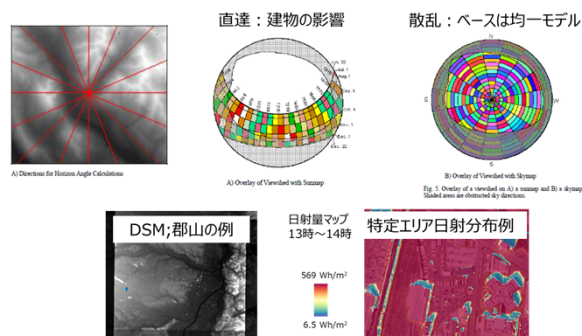 直達：建物の影響
散乱：ベースは均一モデル
A) Directions for Horizon Angle Calculations
A) Overlay of Viewshed with Sunmap
B) Overlay of Viewshed with Skymap
Fig. 5. Overlay of a viewshed on A) a sunmap and B) a skymap.
Shaded areas are obstructed sky directions.
DSM;郡山の例
日射量マップ
13時～14時
569 Wh/m²
6.5 Wh/m²
特定エリア日射分布例